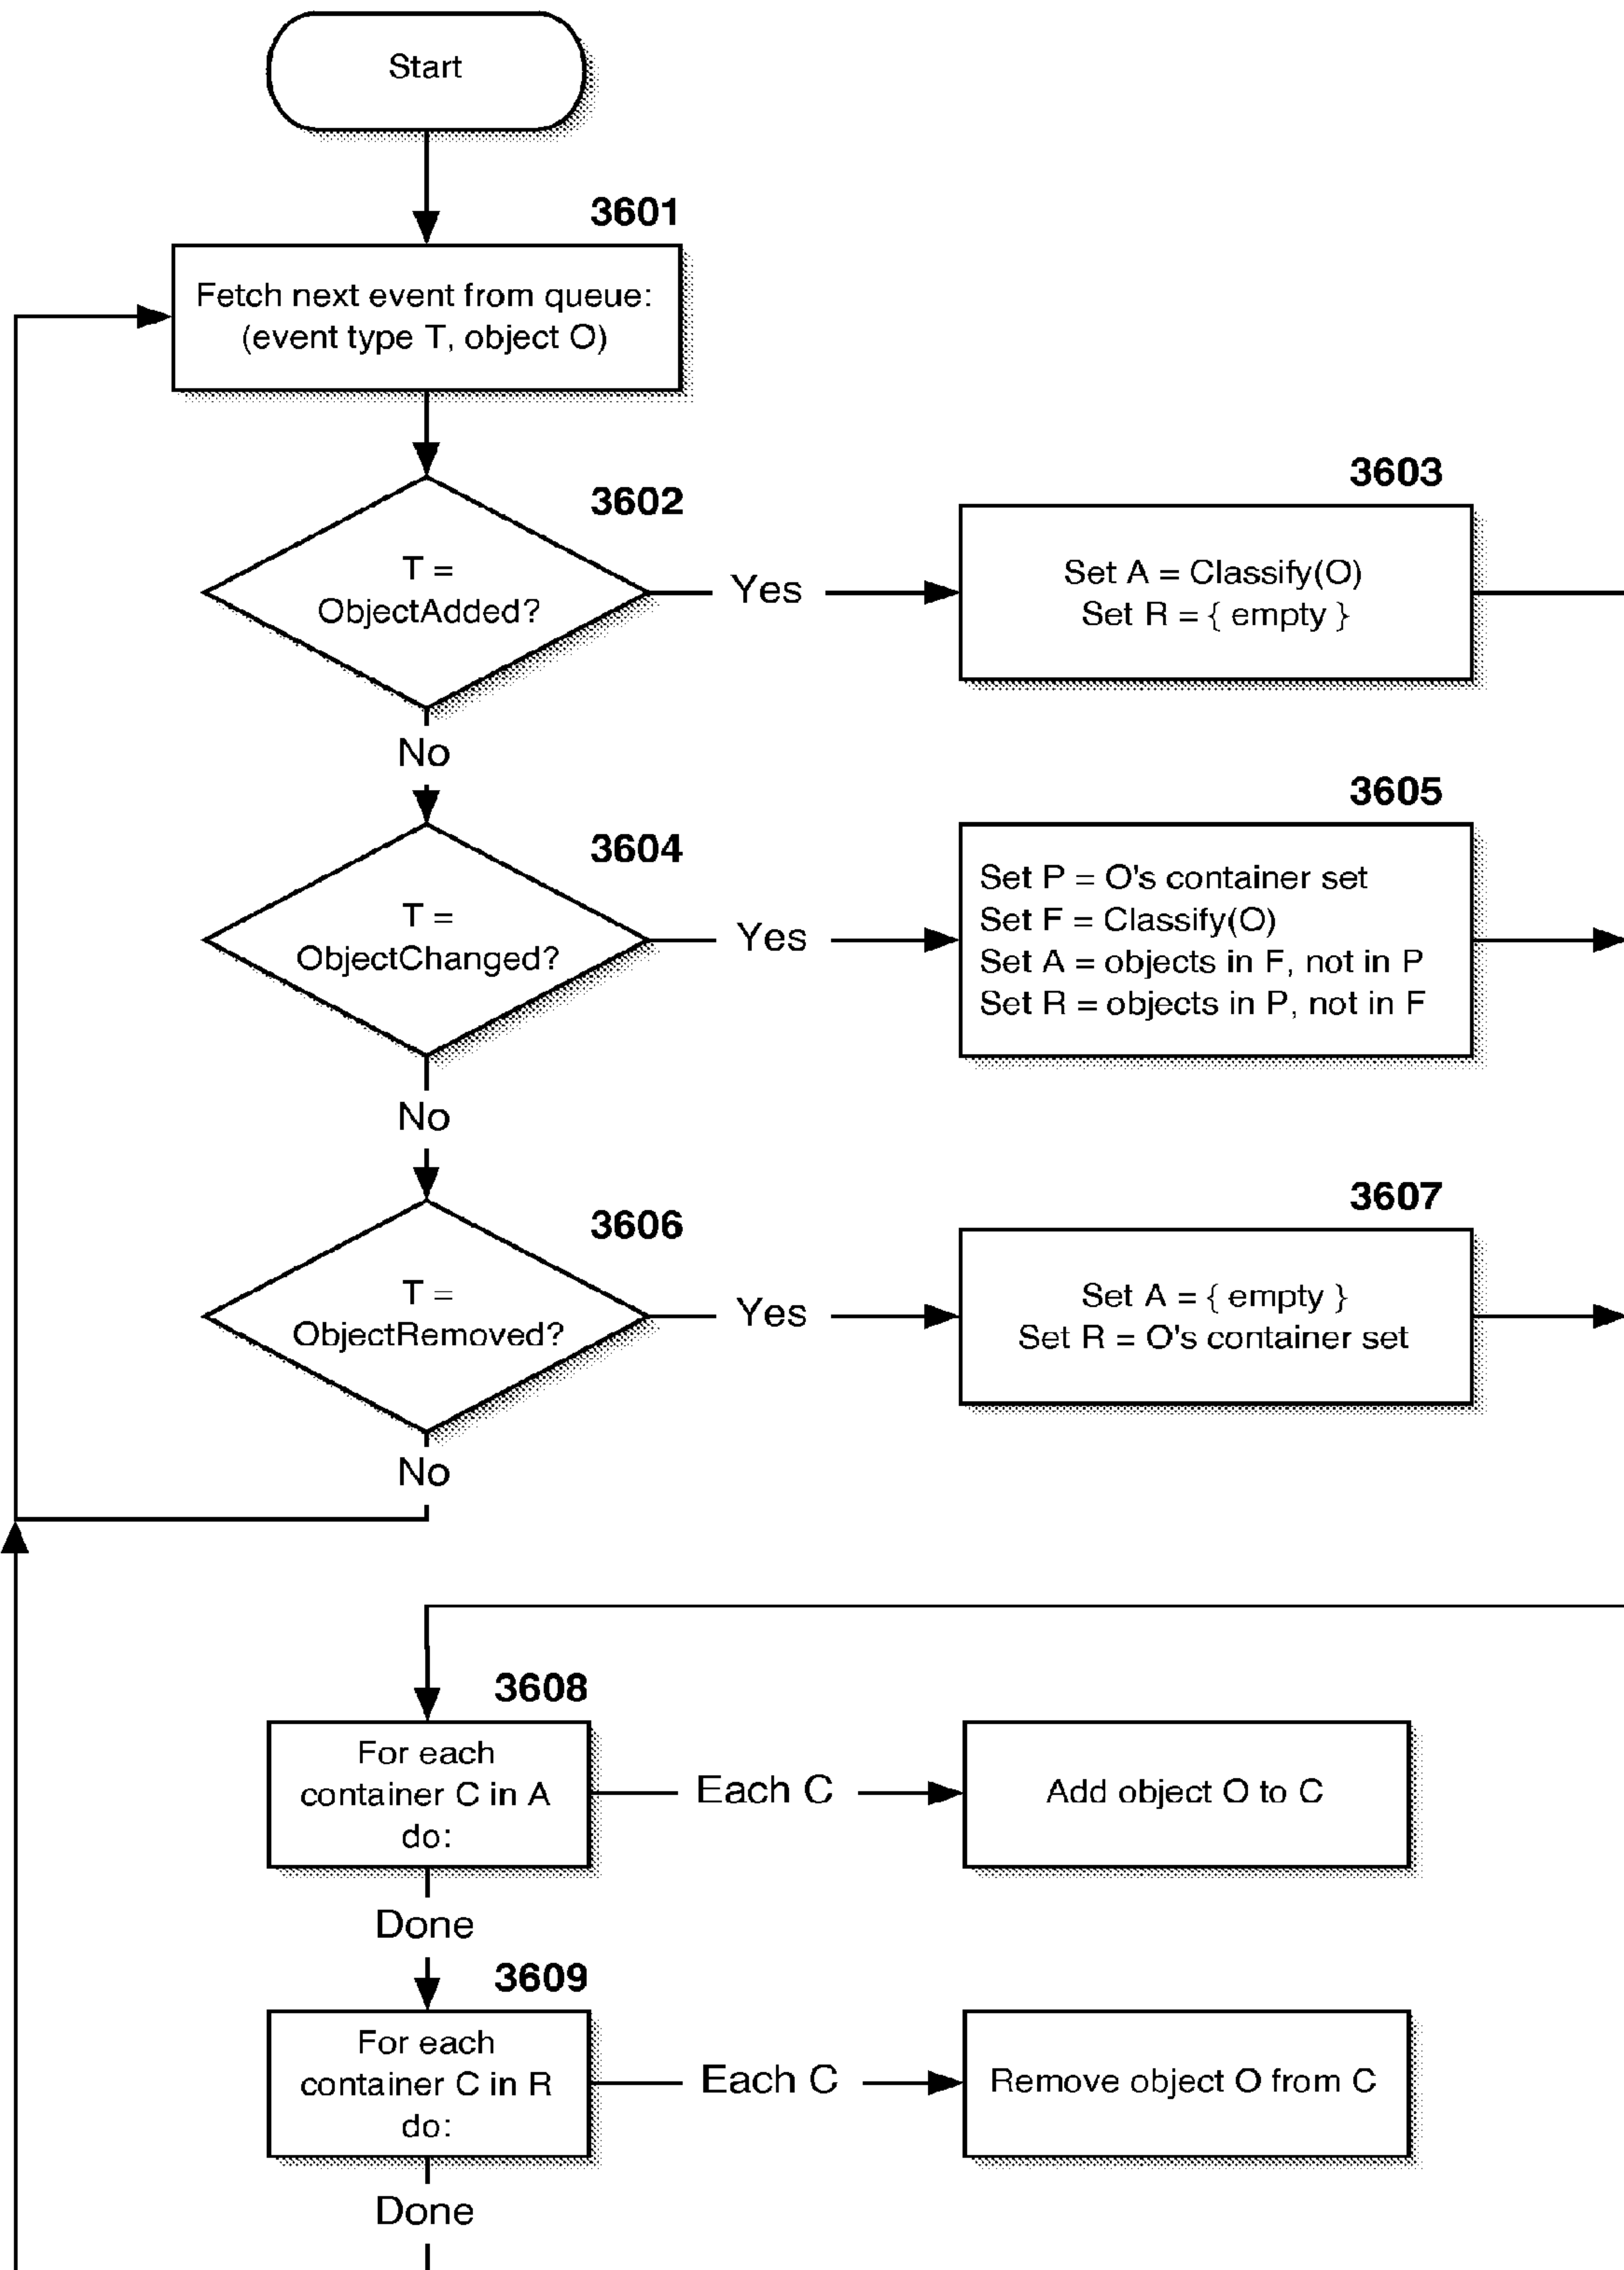 Start
3601
Fetch next event from queue:
(event type T, object O)
3602
T =
ObjectAdded?
Yes
3603
Set A = Classify(O)
Set R = { empty }
No
3604
T =
ObjectChanged?
Yes
3605
Set P = O's container set
Set F = Classify(O)
Set A = objects in F, not in P
Set R = objects in P, not in F
No
3606
T =
ObjectRemoved?
Yes
3607
Set A = { empty }
Set R = O's container set
No
3608
For each
container C in A
do:
Each C
Add object O to C
Done
3609
For each
container C in R
do:
Each C
Remove object O from C
Done